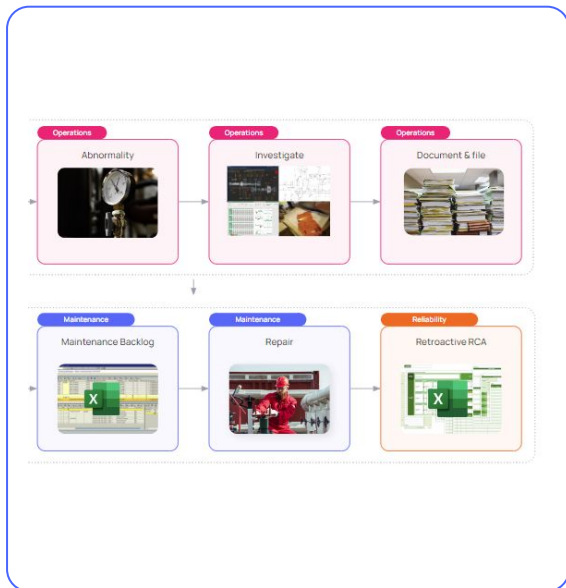 Operations
Operations
Operations
Abnormality
Investigate
Document & file
Maintenance
Maintenance
Reliability
Maintenance Backlog
Repair
Retroactive RCA
X
X